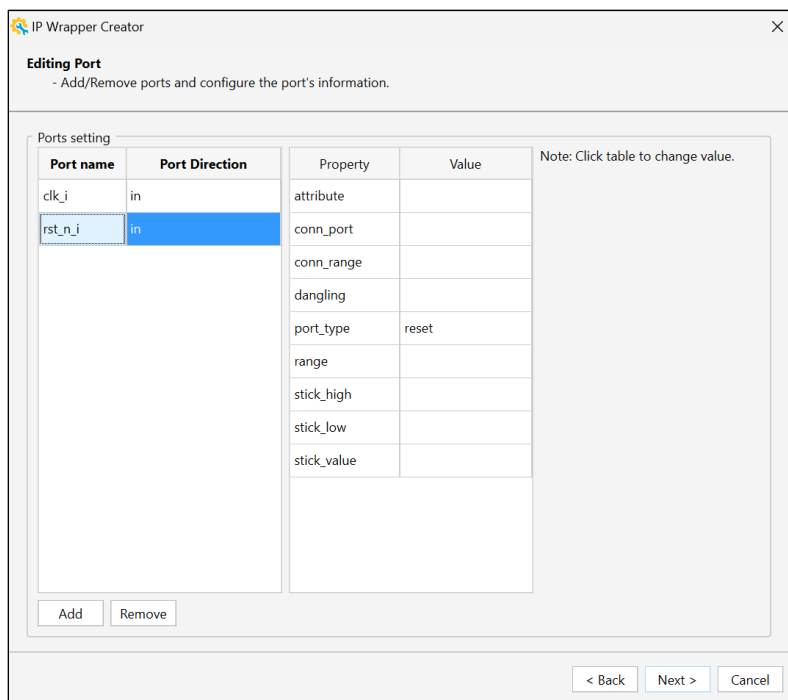 IP Wrapper Creator
Editing Port
- Add/Remove ports and configure the port's information.
Ports setting
Port name Port Direction
clk_i in
rst_n_i in
Property Value
attribute
conn_port
conn_range
dangling
port_type reset
range
stick_high
stick_low
stick_value
Note: Click table to change value.
Add Remove
< Back Next > Cancel